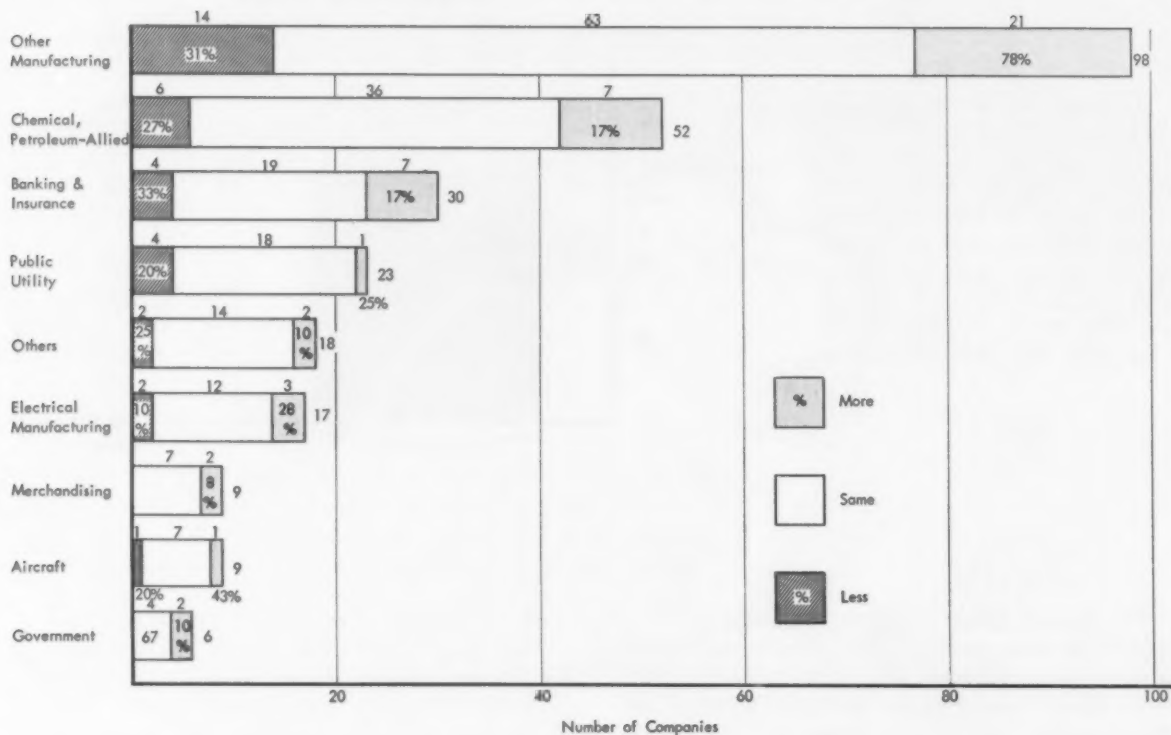 14 63 21
Other
Manufacturing
31% 78% 98
6 36 7
Chemical,
Petroleum-Allied
27% 17% 52
4 19 7
Banking &
Insurance
33% 17% 30
4 18 1
Public
Utility
20% 23
25%
2 14 2
Others
25
%
10
%
18
2 12 3
Electrical
Manufacturing
10
%
28
%
17
7 2
Merchandising
8
%
9
1 7 1
Aircraft
9
20% 43%
4 2
Government
67
10
%
6
% More
Same
% Less
20 40 60 80 100
Number of Companies